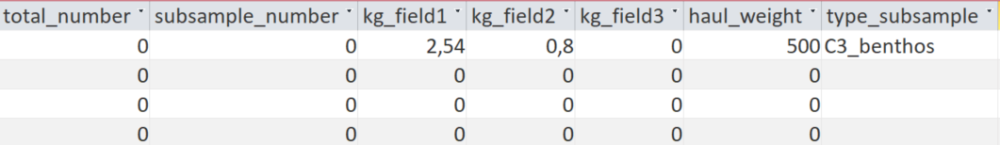 total_number subsample_number kg_field1 kg_field2 kg_field3 haul_weight type_subsample
0 0 2,54 0,8 0 500 C3_benthos
0 0 0 0 0 0
0 0 0 0 0 0
0 0 0 0 0 0